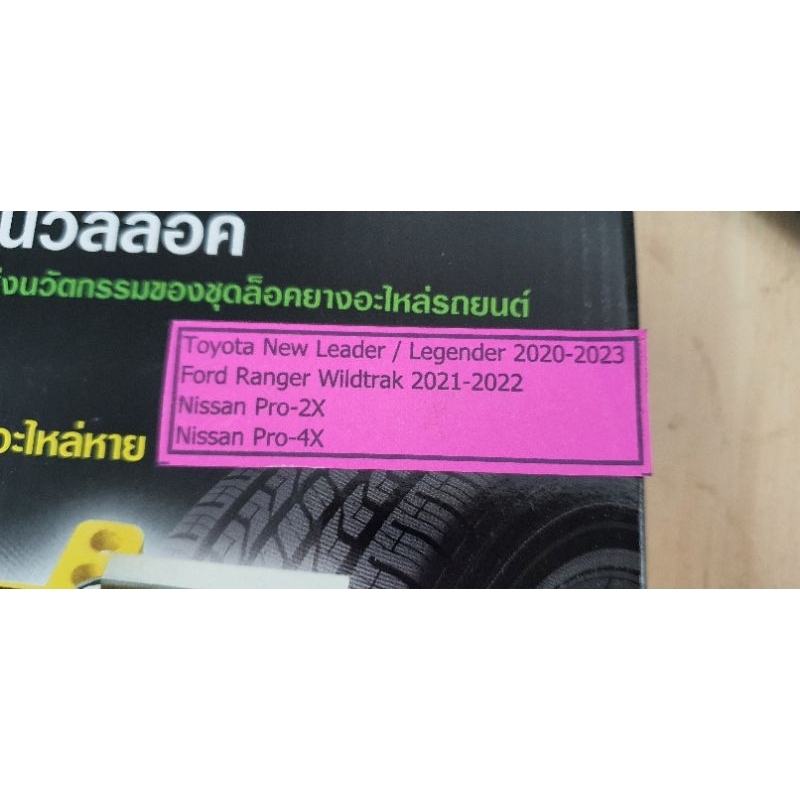 นวัลลอค
งนวัตกรรมของชุดล็อคยางอะไหล่รถยนต์
Toyota New Leader / Legender 2020-2023
Ford Ranger Wildtrak 2021-2022
Nissan Pro-2X
Nissan Pro-4X
อะไหล่หาย